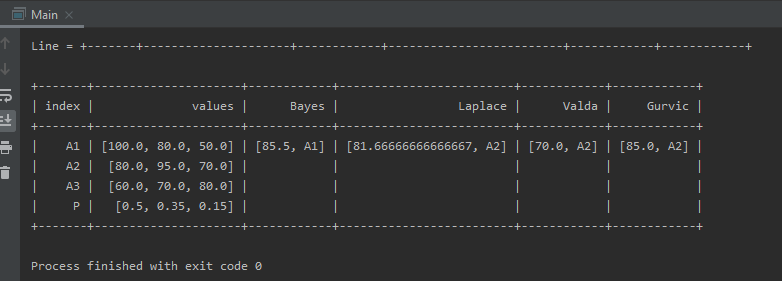 Main
Line = +-------+---------------------+------------+-------------------------+------------+------------+
+-------+---------------------+------------+-------------------------+------------+------------+
| index |              values |      Bayes |                 Laplace |      Valda |     Gurvic |
+-------+---------------------+------------+-------------------------+------------+------------+
|    A1 | [100.0, 80.0, 50.0] | [85.5, A1] | [81.66666666666667, A2] | [70.0, A2] | [85.0, A2] |
|    A2 |  [80.0, 95.0, 70.0] |            |                         |            |            |
|    A3 |  [60.0, 70.0, 80.0] |            |                         |            |            |
|     P |   [0.5, 0.35, 0.15] |            |                         |            |            |
+-------+---------------------+------------+-------------------------+------------+------------+
Process finished with exit code 0